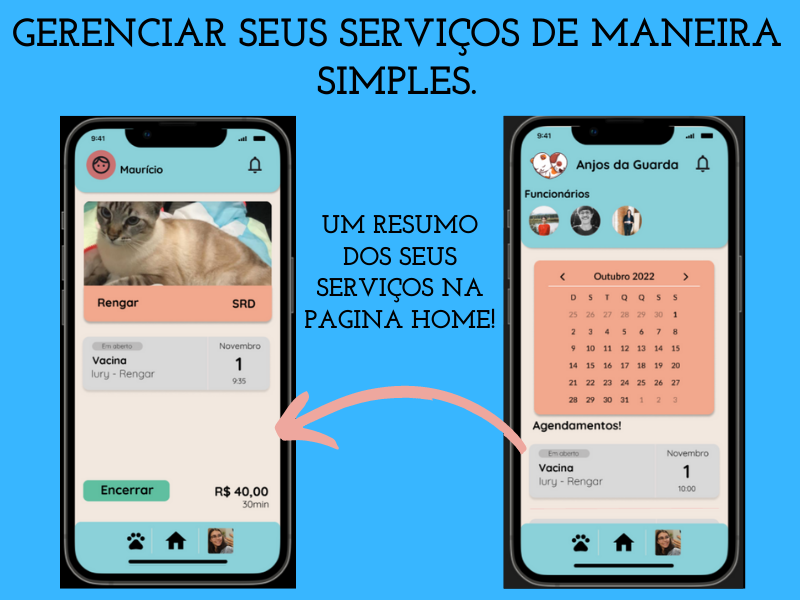 GERENCIAR SEUS SERVIÇOS DE MANEIRA
SIMPLES.
9:41
Maurício
Rengar SRD
Em aberto
Vacina
Iury - Rengar
Novembro
1
9:35
Encerrar
R$ 40,00
30min
UM RESUMO
DOS SEUS
SERVIÇOS NA
PAGINA HOME!
9:41
Anjos da Guarda
Funcionários
Outubro 2022
D S T Q Q S S
25 26 27 28 29 30 1
2 3 4 5 6 7 8
9 10 11 12 13 14 15
14 15 16 17 18 19 20
21 22 23 24 25 26 27
28 29 30 31 1 2 3
Agendamentos!
Em aberto
Vacina
Iury - Rengar
Novembro
1
10:00